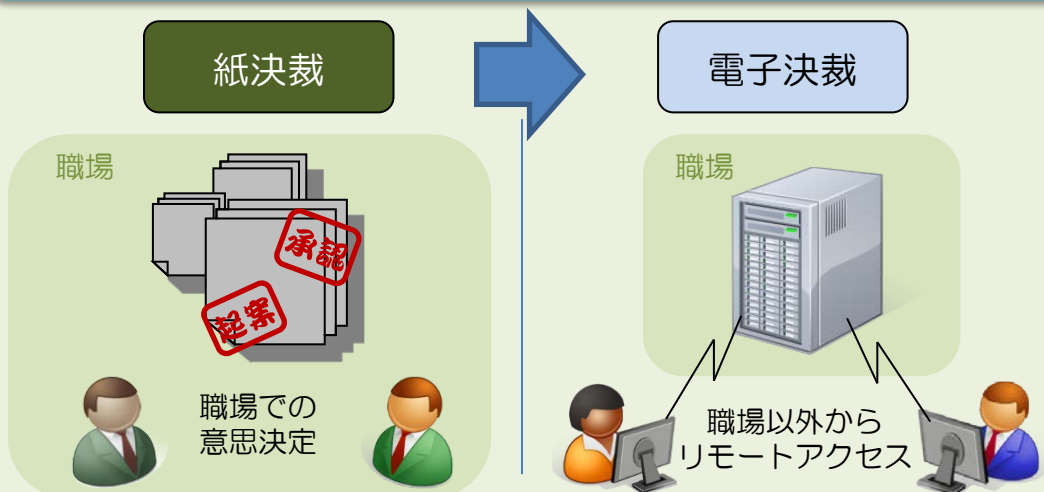 紙決裁
電子決裁
職場
承認
起案
職場での
意思決定
職場
職場以外から
リモートアクセス